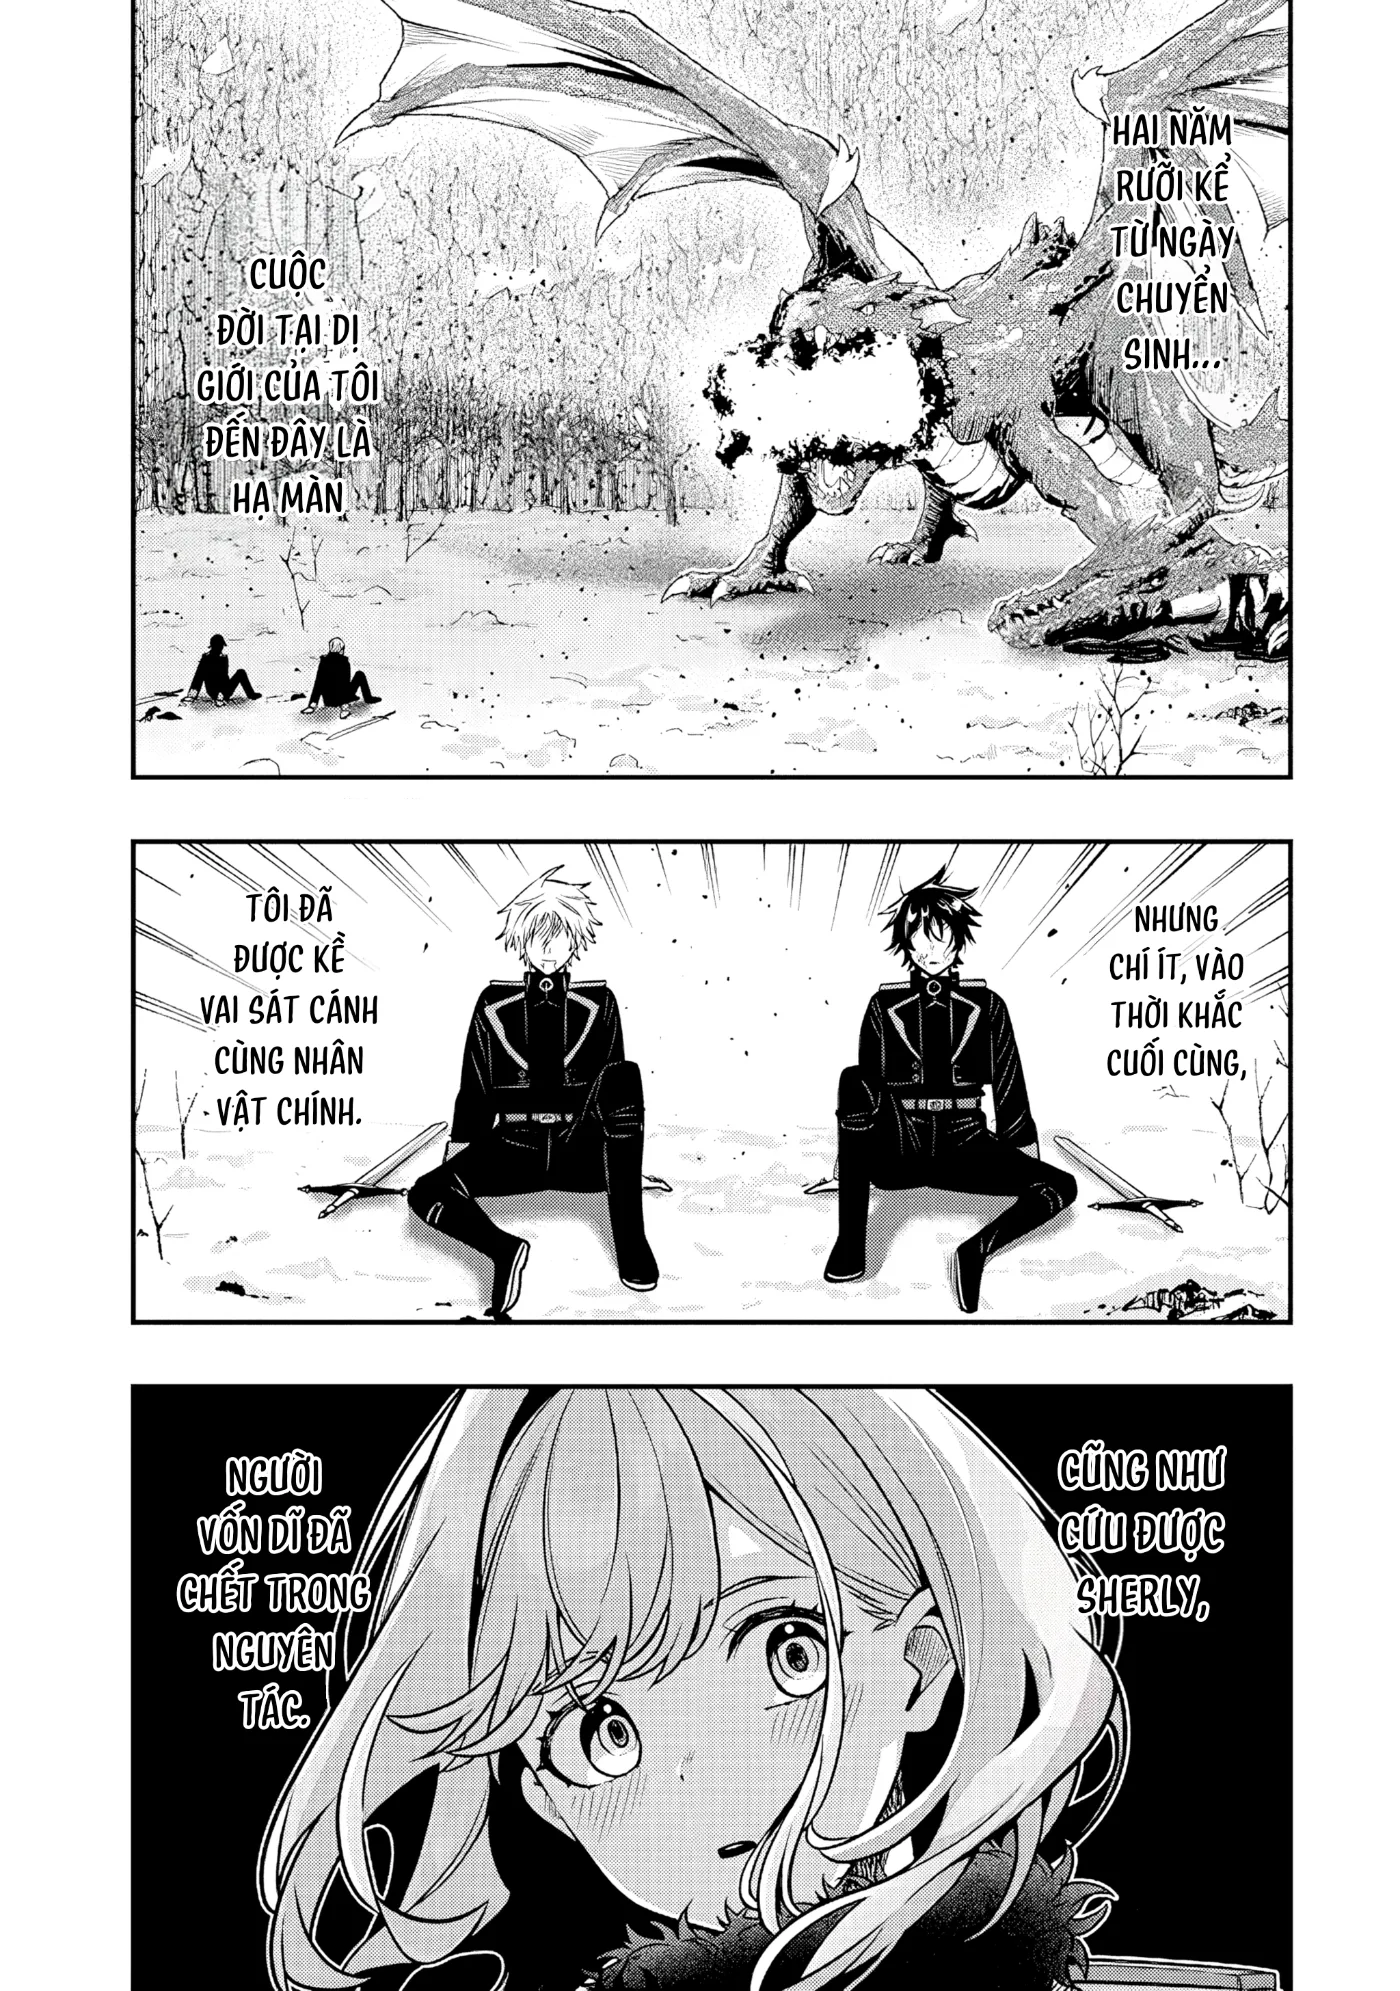 HAI NĂM
RƯỠI KỂ
TỪ NGÀY
CHUYỂN
SINH...
CUỘC
ĐỜI TẠI DỊ
GIỚI CỦA TÔI
ĐẾN ĐÂY LÀ
HẠ MÀN
NHƯNG
CHÍ ÍT, VÀO
THỜI KHẮC
CUỐI CÙNG,
TÔI ĐÃ
ĐƯỢC KỀ
VAI SÁT CÁNH
CÙNG NHÂN
VẬT CHÍNH.
CŨNG NHƯ
CỨU ĐƯỢC
SHERLY,
NGƯỜI
VỐN DĨ ĐÃ
CHẾT TRONG
NGUYÊN
TÁC.